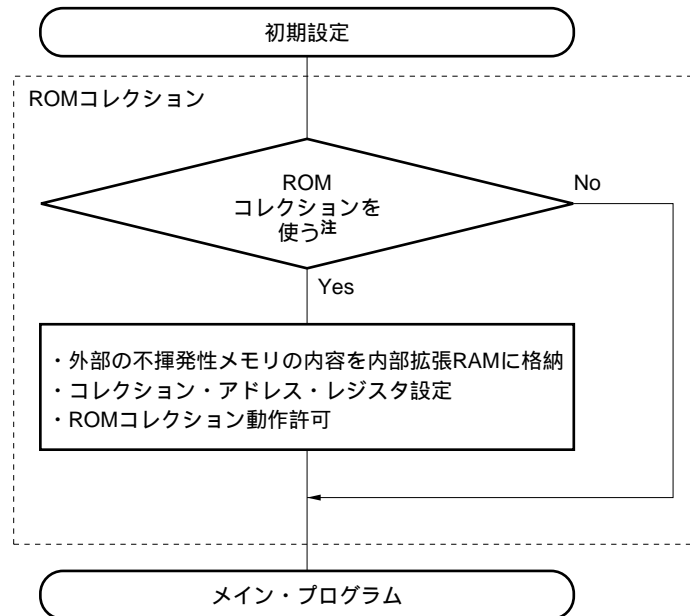 初期設定
ROMコレクション
ROM
コレクションを
使う注
No
Yes
・外部の不揮発性メモリの内容を内部拡張RAMに格納
・コレクション・アドレス・レジスタ設定
・ROMコレクション動作許可
メイン・プログラム